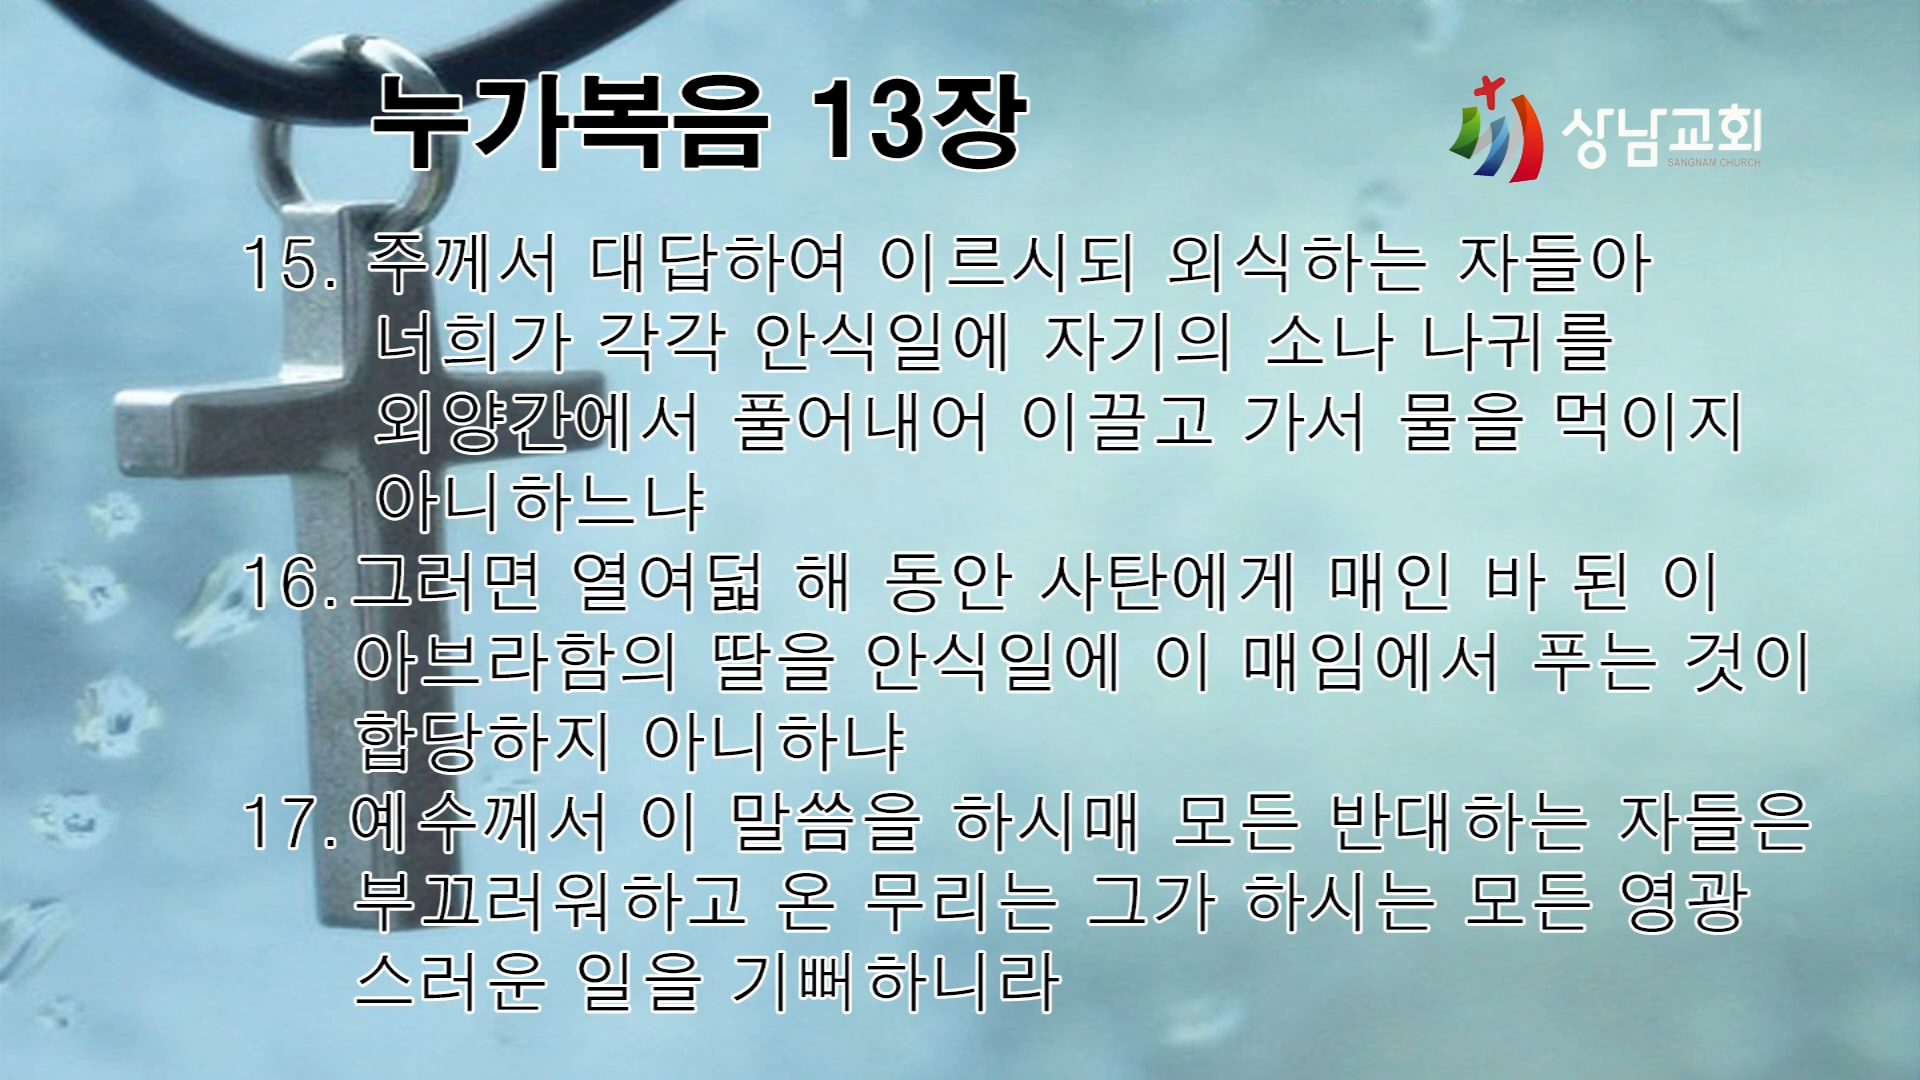 누가복음 13장
상남교회
SANGNAM CHURCH
15. 주께서 대답하여 이르시되 외식하는 자들아
너희가 각각 안식일에 자기의 소나 나귀를
외양간에서 풀어내어 이끌고 가서 물을 먹이지
아니하느냐
16. 그러면 열여덟 해 동안 사탄에게 매인 바 된 이
아브라함의 딸을 안식일에 이 매임에서 푸는 것이
합당하지 아니하냐
17. 예수께서 이 말씀을 하시매 모든 반대하는 자들은
부끄러워하고 온 무리는 그가 하시는 모든 영광
스러운 일을 기뻐하니라